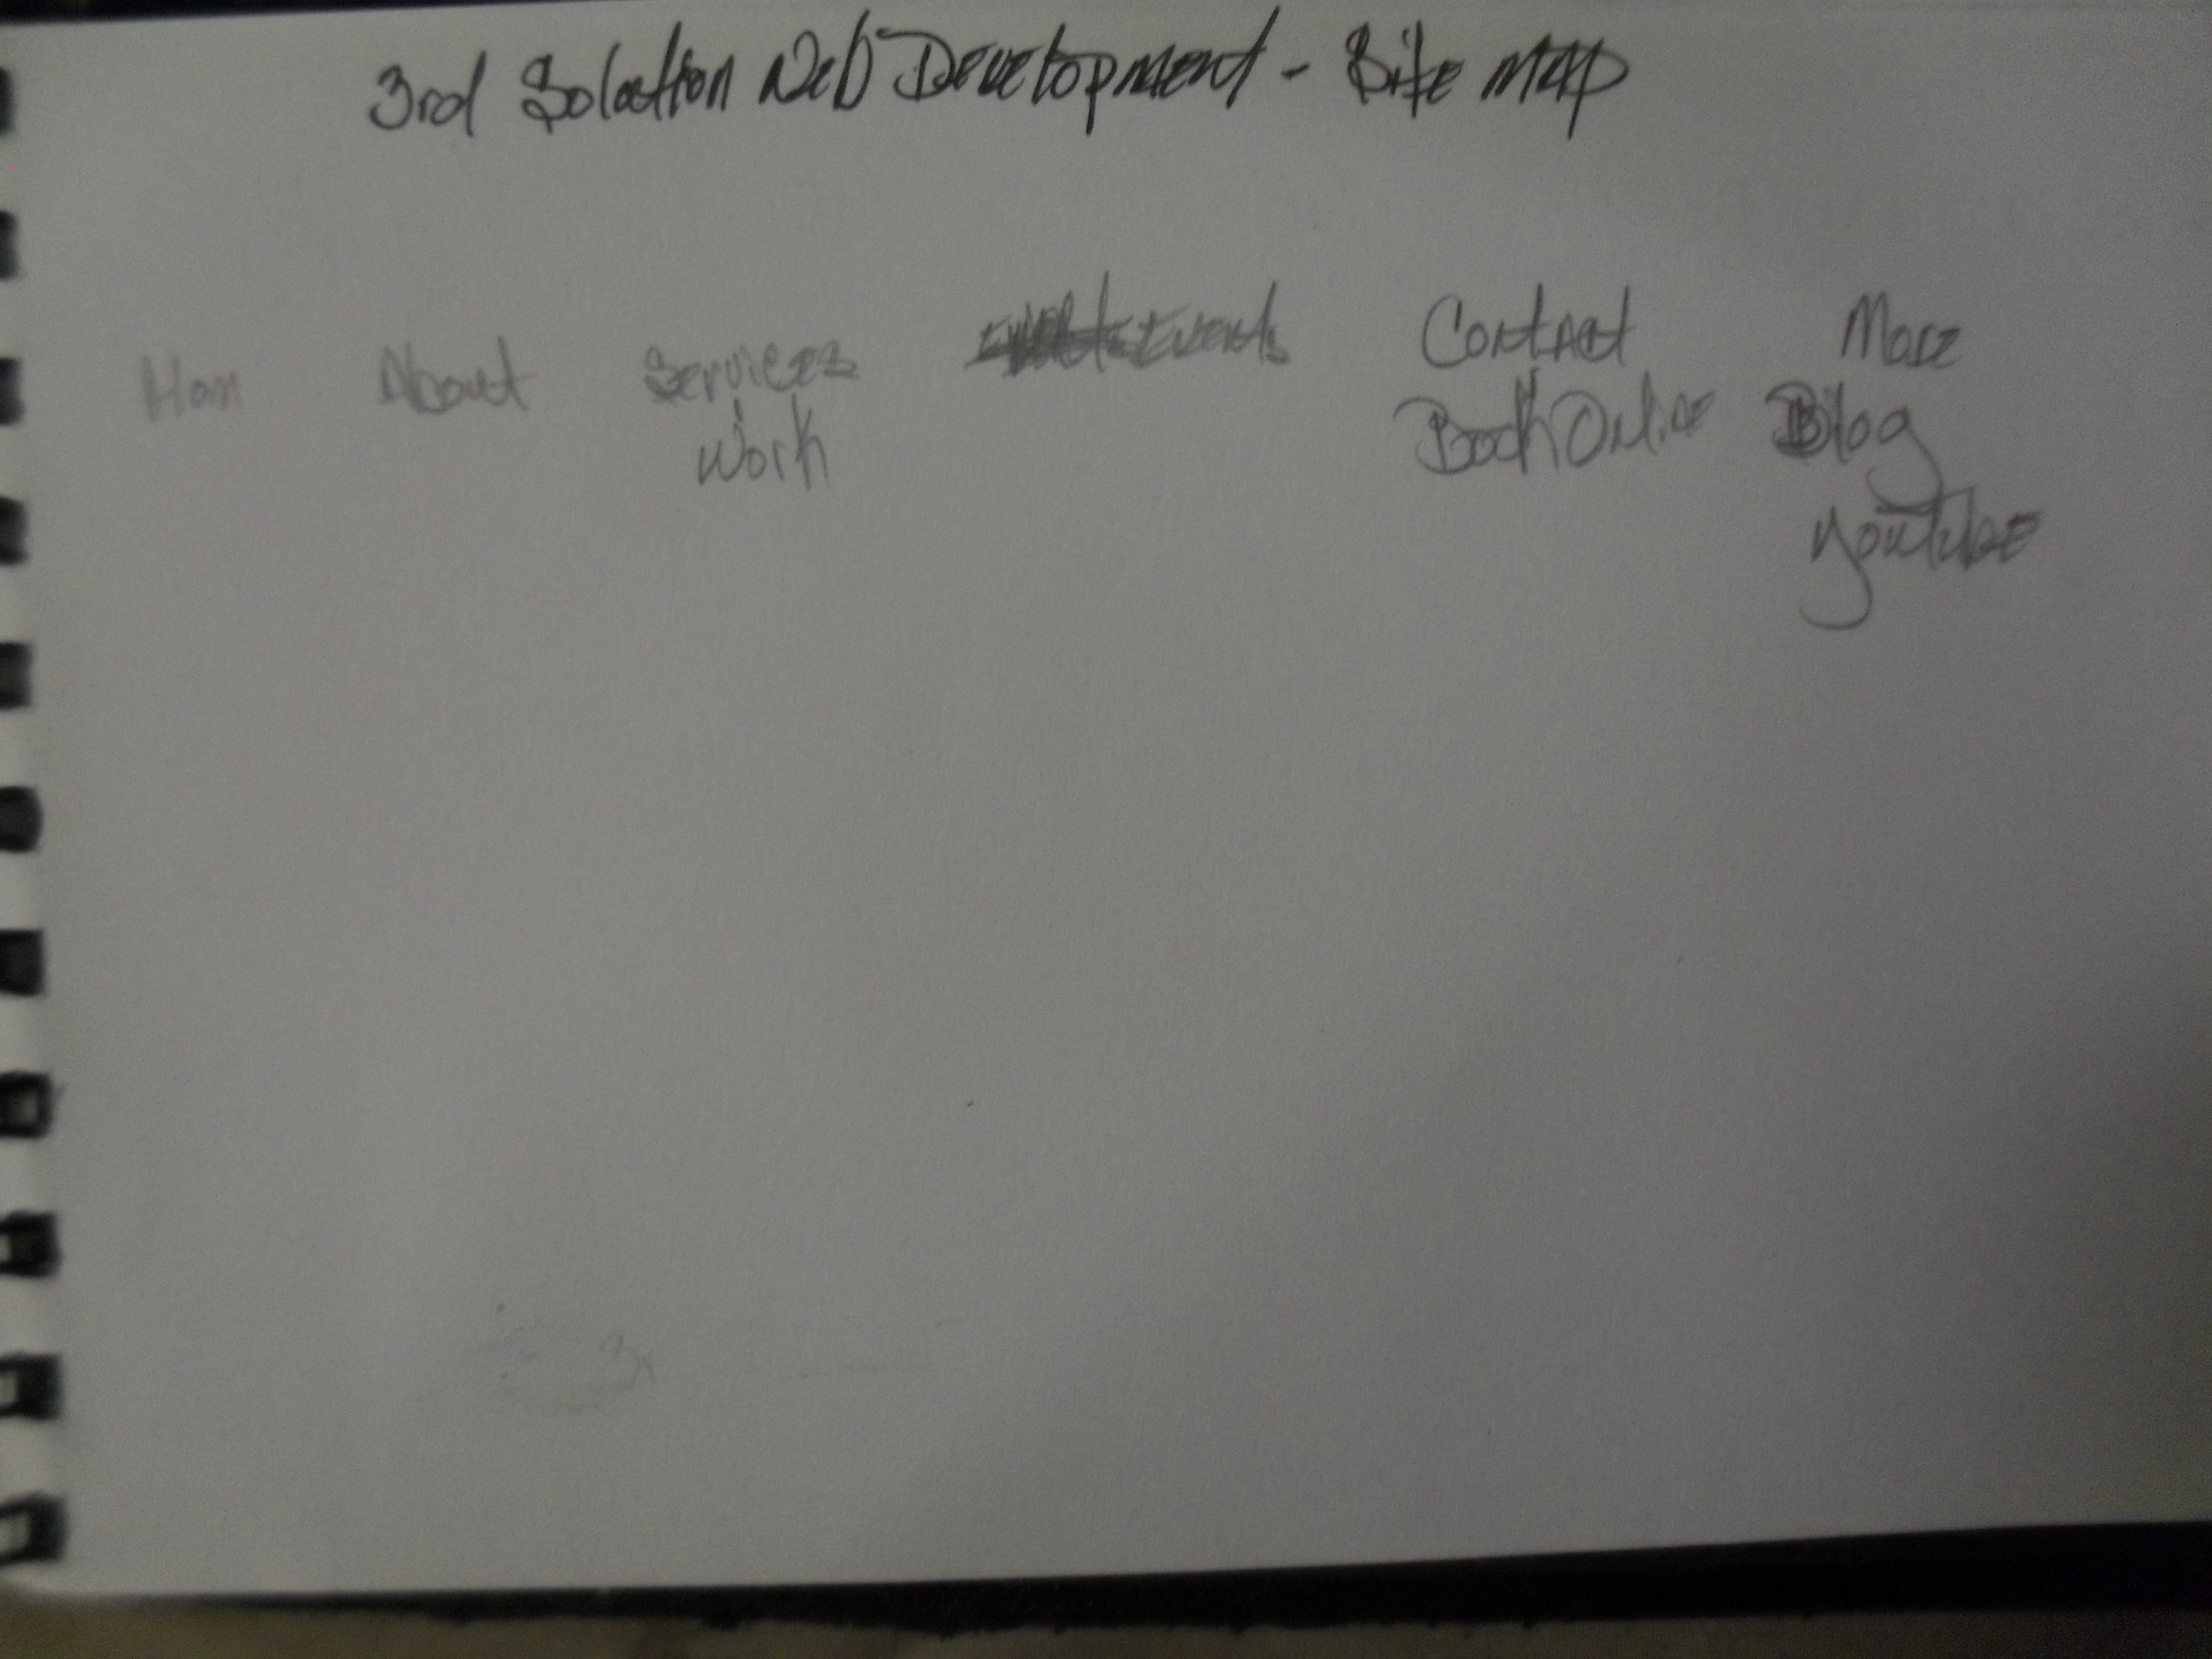 3rd Solution Web Development - Site Map
Hom About Services Events Contact More
Work Book Online Blog
Youtube